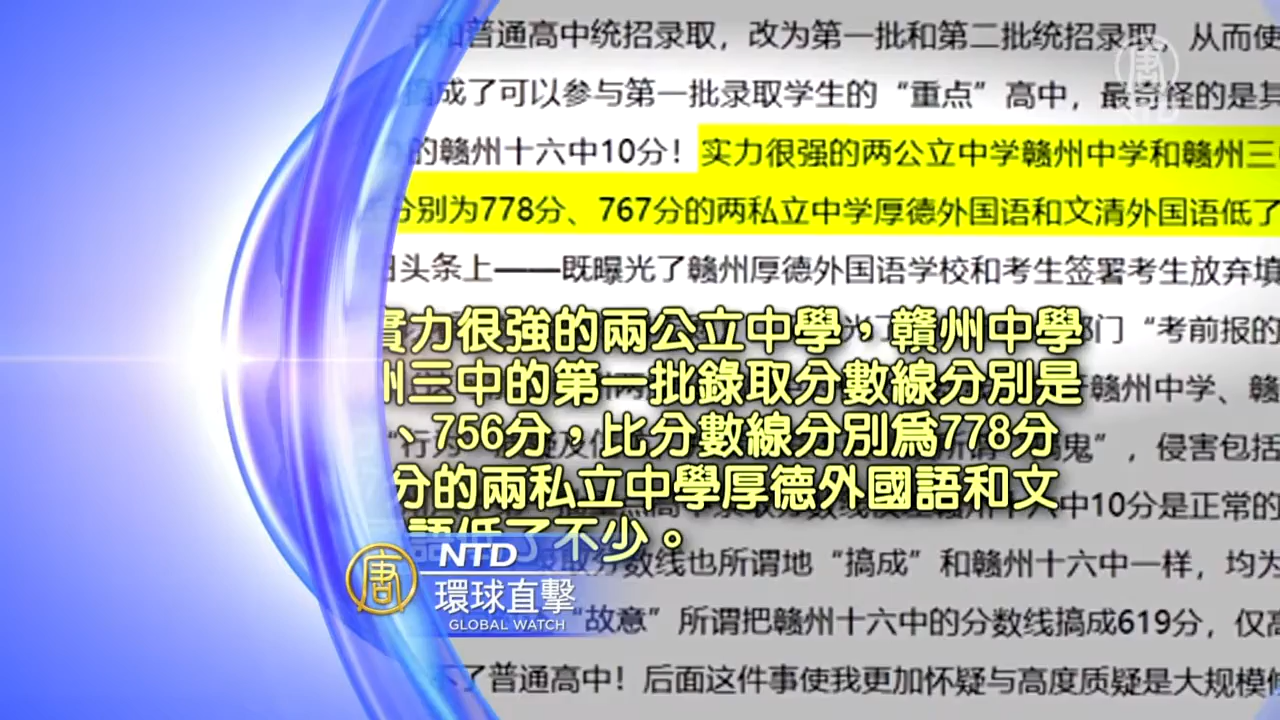 和普通高中统招录取，改为第一批和第二批统招录取，从而使
搞成了可以参与第一批录取学生的“重点”高中，最奇怪的是其
的赣州十六中10分！实力很强的两公立中学赣州中学和赣州三
分别为778分、767分的两私立中学厚德外国语和文清外国语低了
日头条上——既曝光了赣州厚德外国语学校和考生签署考生放弃填
實力很強的兩公立中學，贛州中學
州三中的第一批錄取分數線分別是
、756分，比分數線分別為778分
分的兩私立中學厚德外國語和文
語低了不少。
部门“考前报的
赣州中学、赣
鬼”，侵害包括
中10分是正常的
取分数线也所谓地“搞成”和赣州十六中一样，均为
“故意”所谓把赣州十六中的分数线搞成619分，仅高
不了普通高中！后面这件事使我更加怀疑与高度质疑是大规模
唐
NTD
環球直擊
GLOBAL WATCH
唐